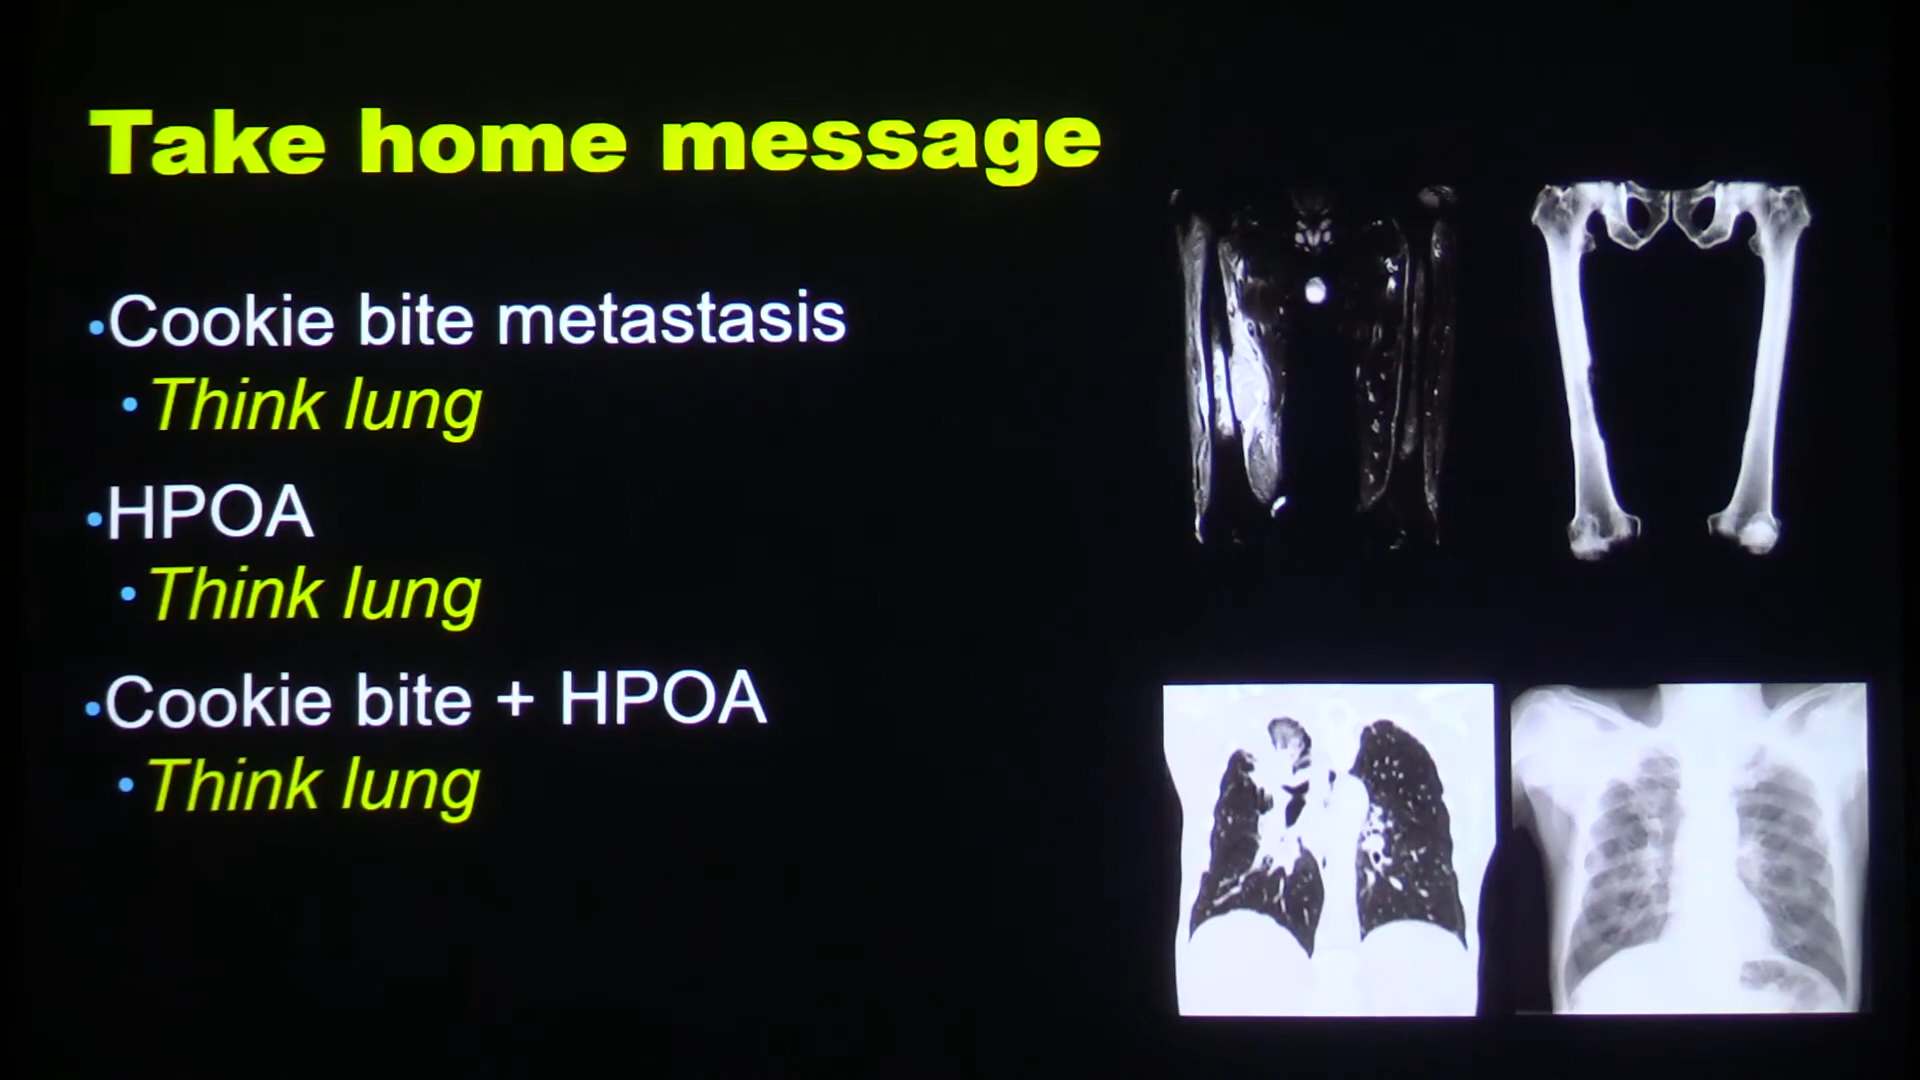 Take home message
•Cookie bite metastasis
•Think lung
•HPOA
•Think lung
•Cookie bite + HPOA
•Think lung